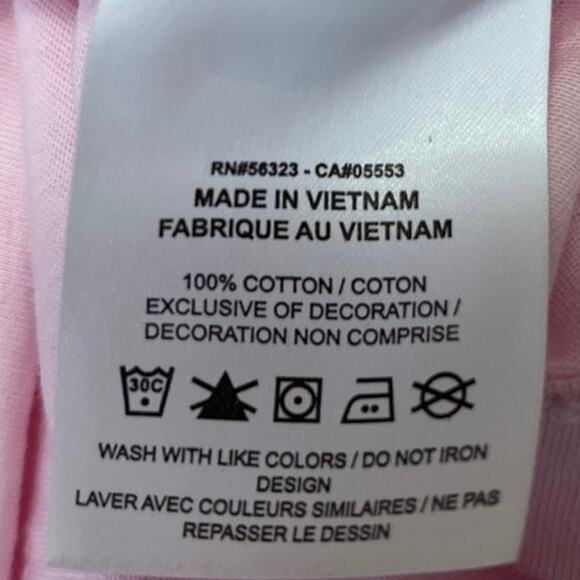 RN#56323 - CA#05553
MADE IN VIETNAM
FABRIQUE AU VIETNAM
100% COTTON / COTON
EXCLUSIVE OF DECORATION /
DECORATION NON COMPRISE
30C
WASH WITH LIKE COLORS / DO NOT IRON
DESIGN
LAVER AVEC COULEURS SIMILAIRES / NE PAS
REPASSER LE DESSIN